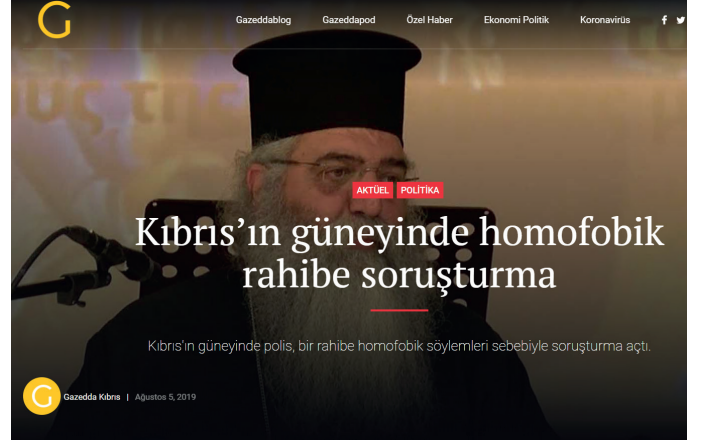 G
Gazeddablog Gazeddapod Özel Haber Ekonomi Politik Koronavirüs f
AKTÜEL POLİTİKA
Kıbrıs’ın güneyinde homofobik
rahibe soruşturma
Kıbrıs'ın güneyinde polis, bir rahibe homofobik söylemleri sebebiyle soruşturma açtı.
G Gazedda Kıbrıs | Ağustos 5, 2019